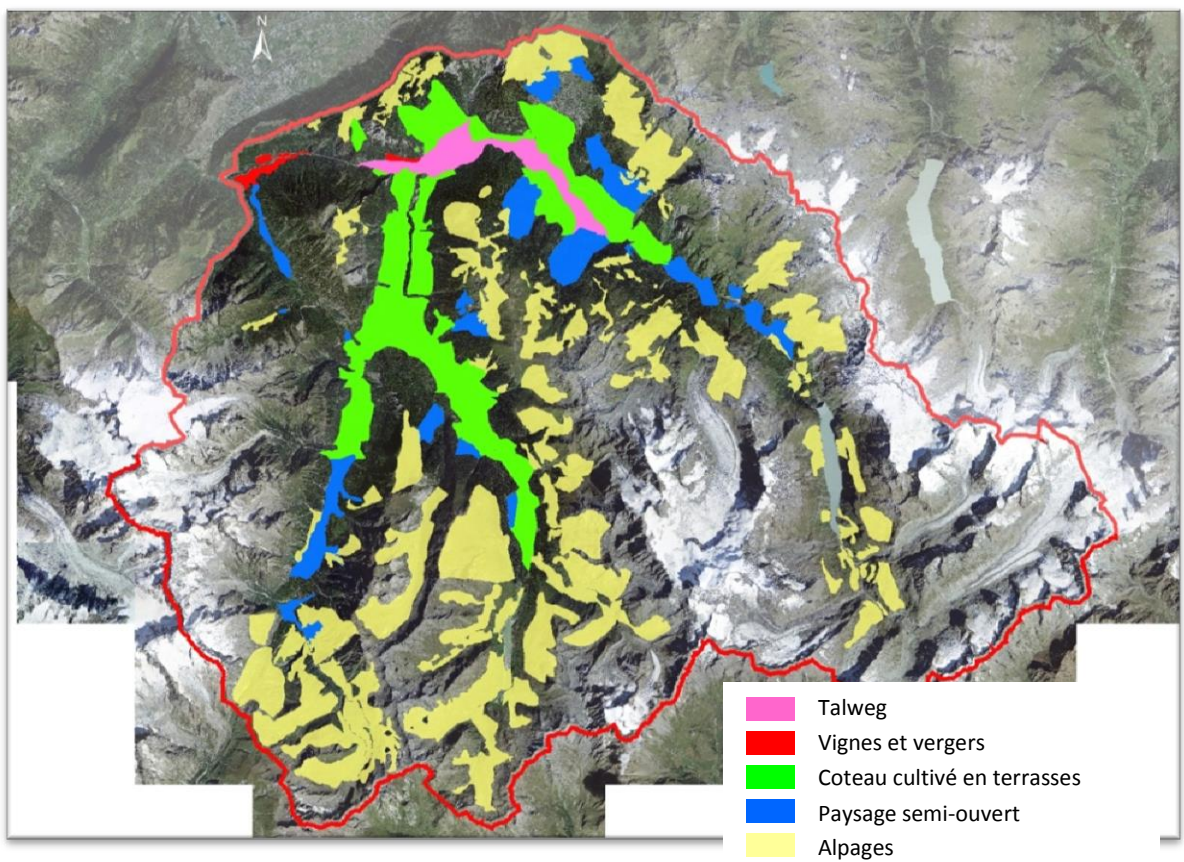 N
Talweg
Vignes et vergers
Coteau cultivé en terrasses
Paysage semi-ouvert
Alpages